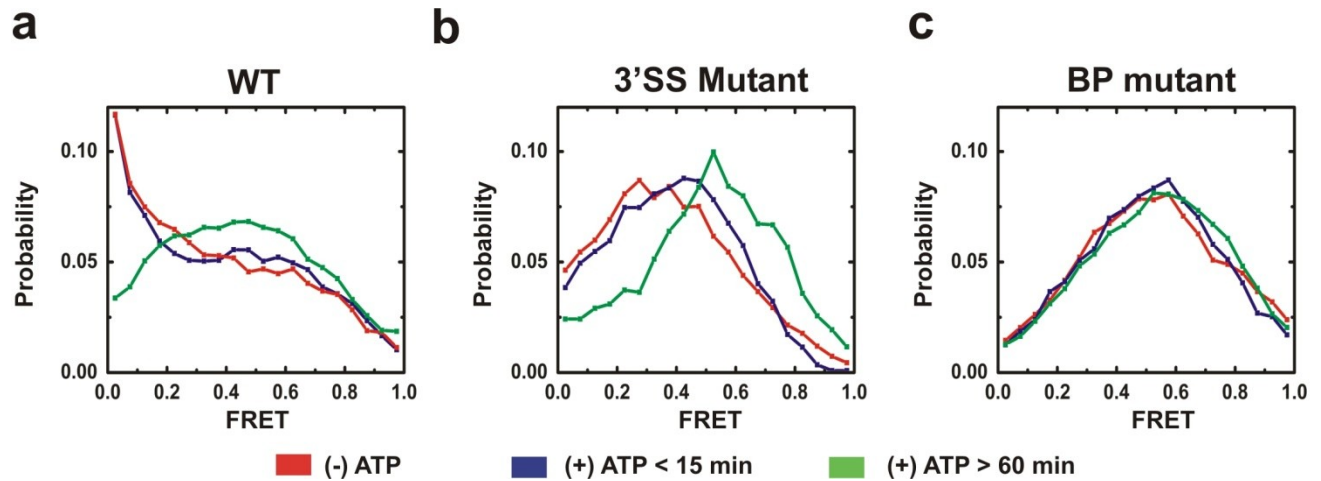 a
WT
Probability
0.10
0.05
0.00
0.0 0.2 0.4 0.6 0.8 1.0
FRET
b
3'SS Mutant
Probability
0.10
0.05
0.00
0.0 0.2 0.4 0.6 0.8 1.0
FRET
c
BP mutant
Probability
0.10
0.05
0.00
0.0 0.2 0.4 0.6 0.8 1.0
FRET
(-) ATP
(+) ATP < 15 min
(+) ATP > 60 min